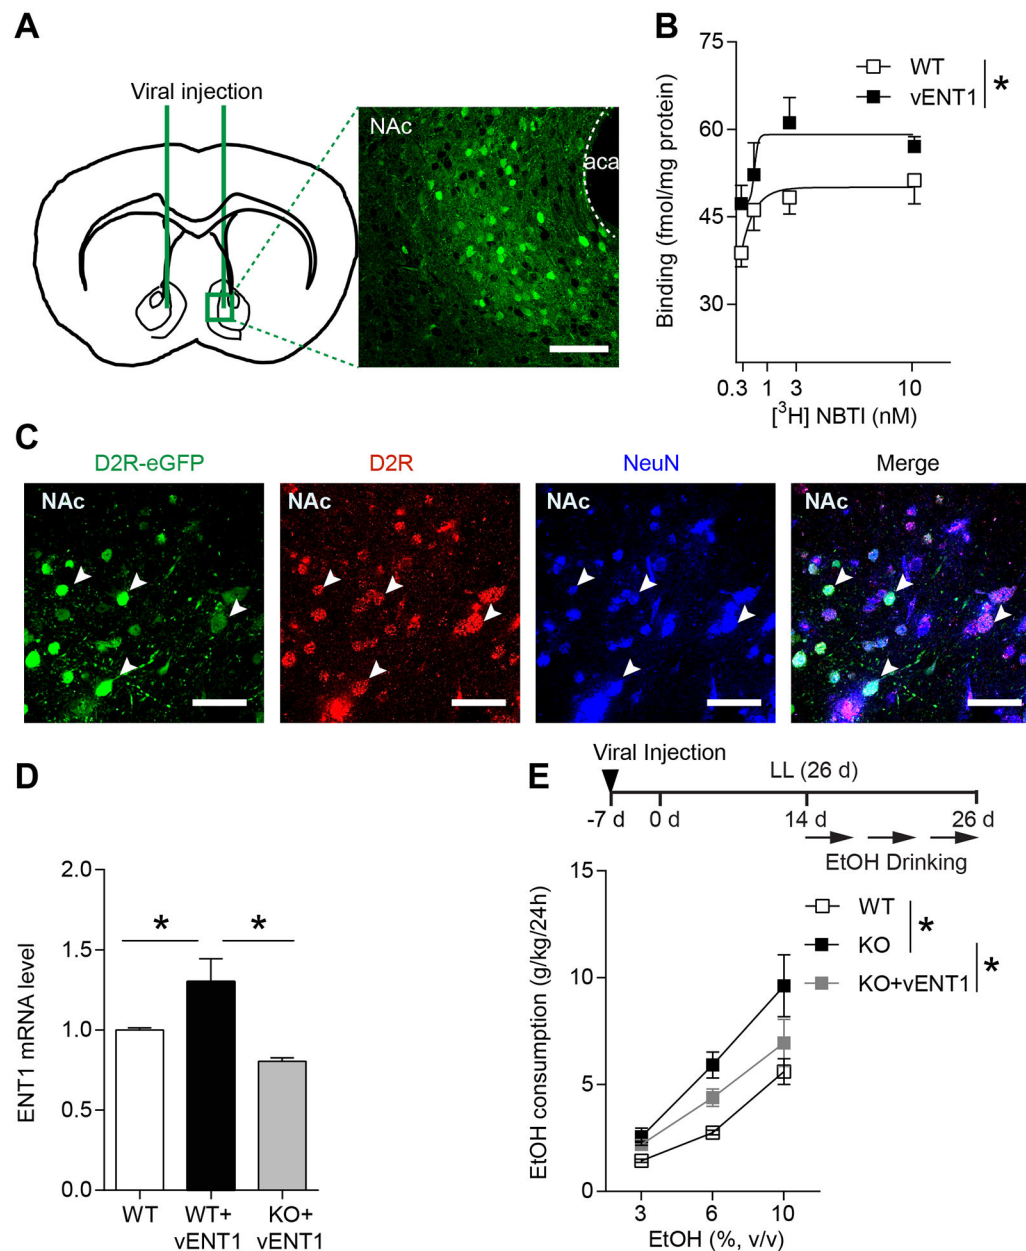 A
Viral injection
NAc
aca
B
75
60
45
30
Binding (fmol/mg protein)
WT
vENT1
*
0.3 1 3 10
[³H] NBTI (nM)
C
D2R-eGFP D2R NeuN Merge
NAc NAc NAc NAc
D
2.0
1.5
1.0
0.5
0.0
ENT1 mRNA level
* *
WT WT+ KO+
vENT1 vENT1
E
Viral Injection
LL (26 d)
-7 d 0 d 14 d 26 d
EtOH Drinking
15
10
5
0
EtOH consumption (g/kg/24h)
WT
KO
KO+vENT1
*
*
3 6 10
EtOH (%, v/v)